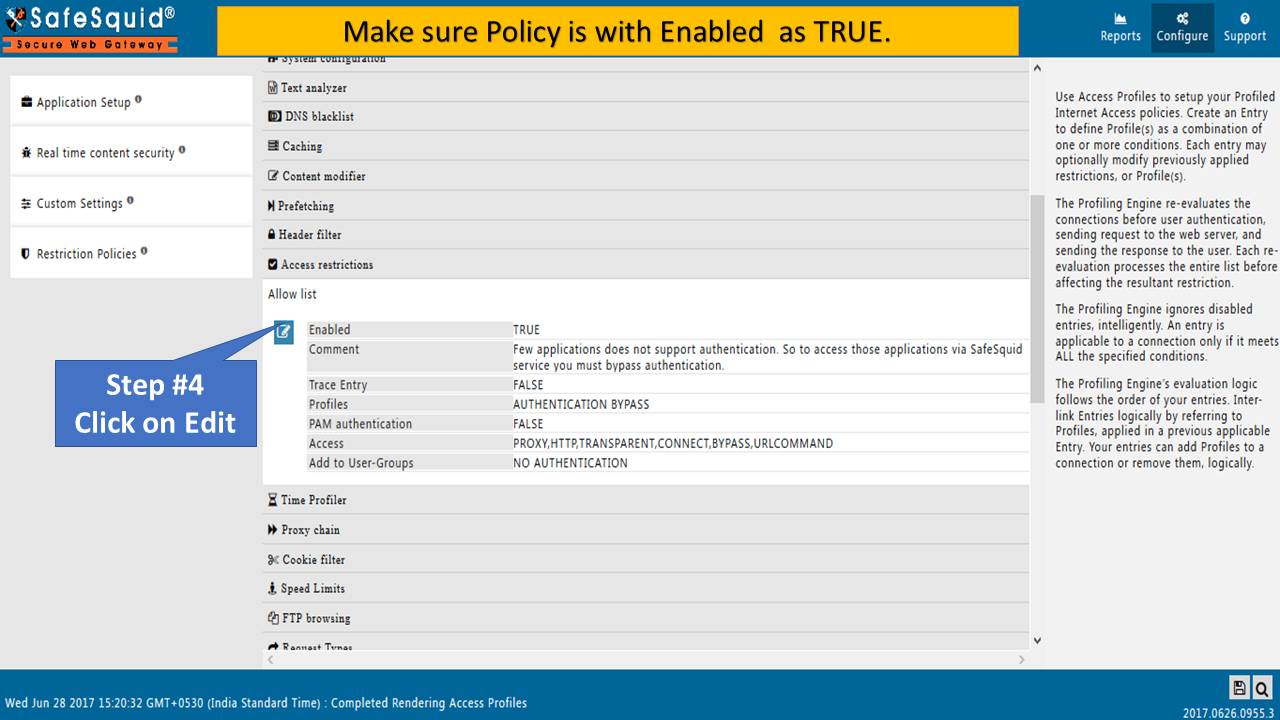 SafeSquid®
Secure Web Gateway
Make sure Policy is with Enabled as TRUE.
Reports
Configure
Support
Application Setup
Real time content security
Custom Settings
Restriction Policies
System configuration
Text analyzer
DNS blacklist
Caching
Content modifier
Prefetching
Header filter
Access restrictions
Allow list
Enabled TRUE
Comment Few applications does not support authentication. So to access those applications via SafeSquid
service you must bypass authentication.
Trace Entry FALSE
Profiles AUTHENTICATION BYPASS
PAM authentication FALSE
Access PROXY,HTTP,TRANSPARENT,CONNECT,BYPASS,URLCOMMAND
Add to User-Groups NO AUTHENTICATION
Step #4
Click on Edit
Time Profiler
Proxy chain
Cookie filter
Speed Limits
FTP browsing
Request Types
Use Access Profiles to setup your Profiled
Internet Access policies. Create an Entry
to define Profile(s) as a combination of
one or more conditions. Each entry may
optionally modify previously applied
restrictions, or Profile(s).
The Profiling Engine re-evaluates the
connections before user authentication,
sending request to the web server, and
sending the response to the user. Each re-
evaluation processes the entire list before
affecting the resultant restriction.
The Profiling Engine ignores disabled
entries, intelligently. An entry is
applicable to a connection only if it meets
ALL the specified conditions.
The Profiling Engine's evaluation logic
follows the order of your entries. Inter-
link Entries logically by referring to
Profiles, applied in a previous applicable
Entry. Your entries can add Profiles to a
connection or remove them, logically.
Wed Jun 28 2017 15:20:32 GMT+0530 (India Standard Time) : Completed Rendering Access Profiles
2017.0626.0955.3